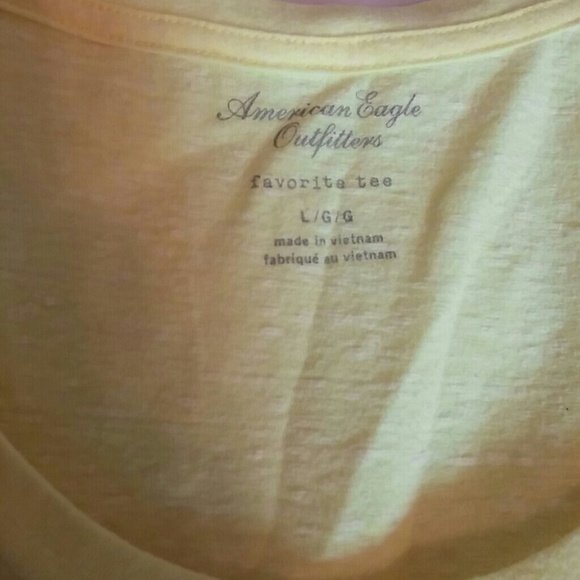 American Eagle
Outfitters
favorite tee
L/G/G
made in vietnam
fabriqué au vietnam